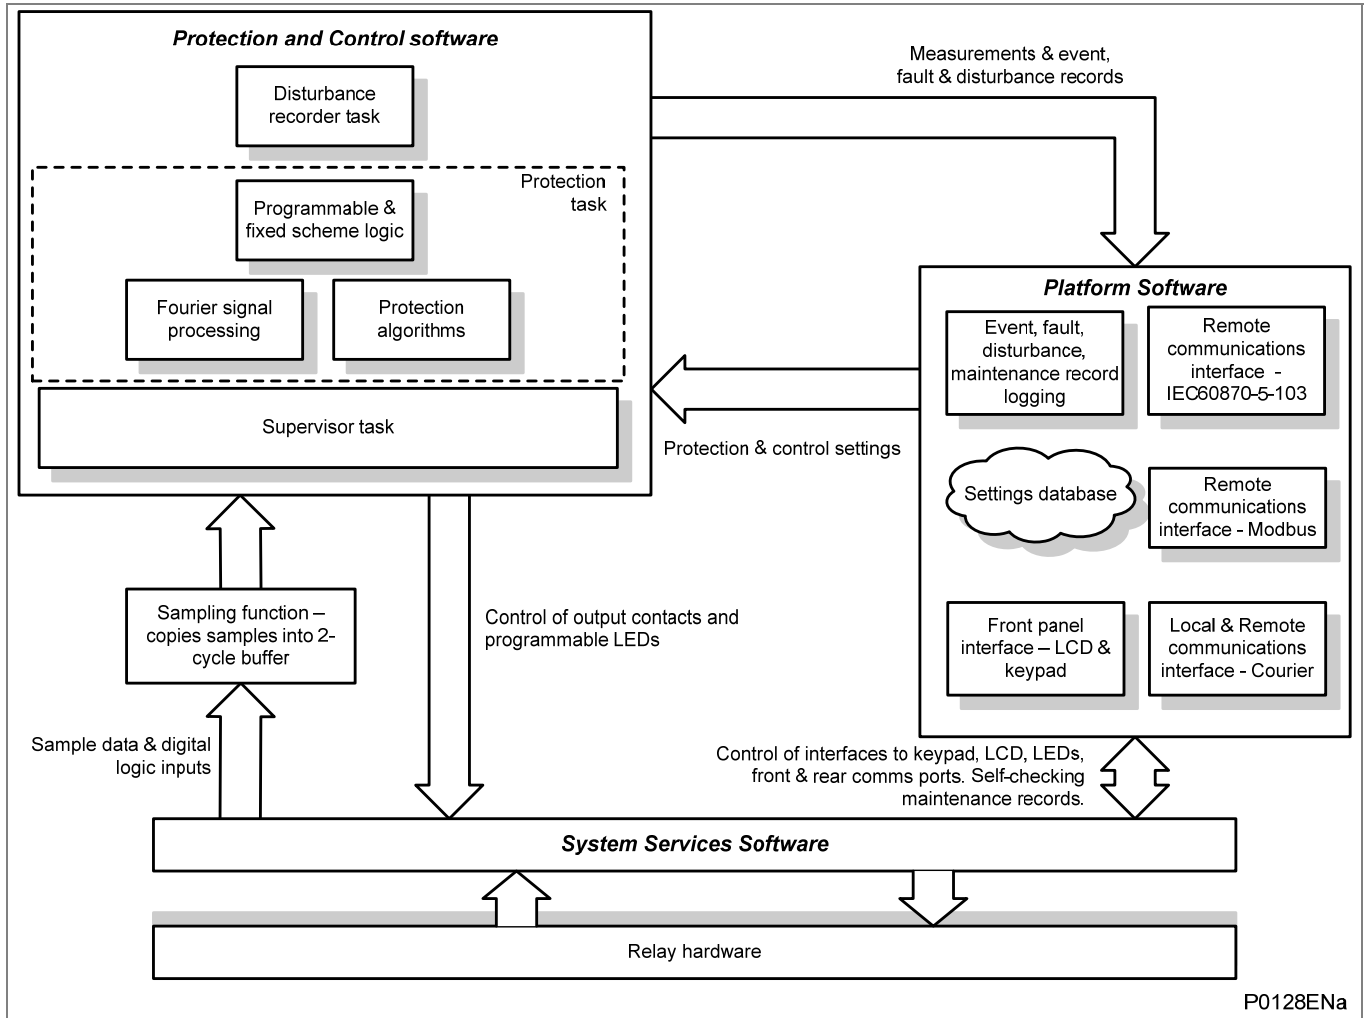 Protection and Control software
Disturbance
recorder task
Protection
task
Programmable &
fixed scheme logic
Fourier signal
processing
Protection
algorithms
Supervisor task
Measurements & event,
fault & disturbance records
Platform Software
Event, fault,
disturbance,
maintenance record
logging
Remote
communications
interface -
IEC60870-5-103
Protection & control settings
Settings database
Remote
communications
interface - Modbus
Front panel
interface – LCD &
keypad
Local & Remote
communications
interface - Courier
Sampling function –
copies samples into 2-
cycle buffer
Control of output contacts and
programmable LEDs
Sample data & digital
logic inputs
Control of interfaces to keypad, LCD, LEDs,
front & rear comms ports. Self-checking
maintenance records.
System Services Software
Relay hardware
P0128ENa